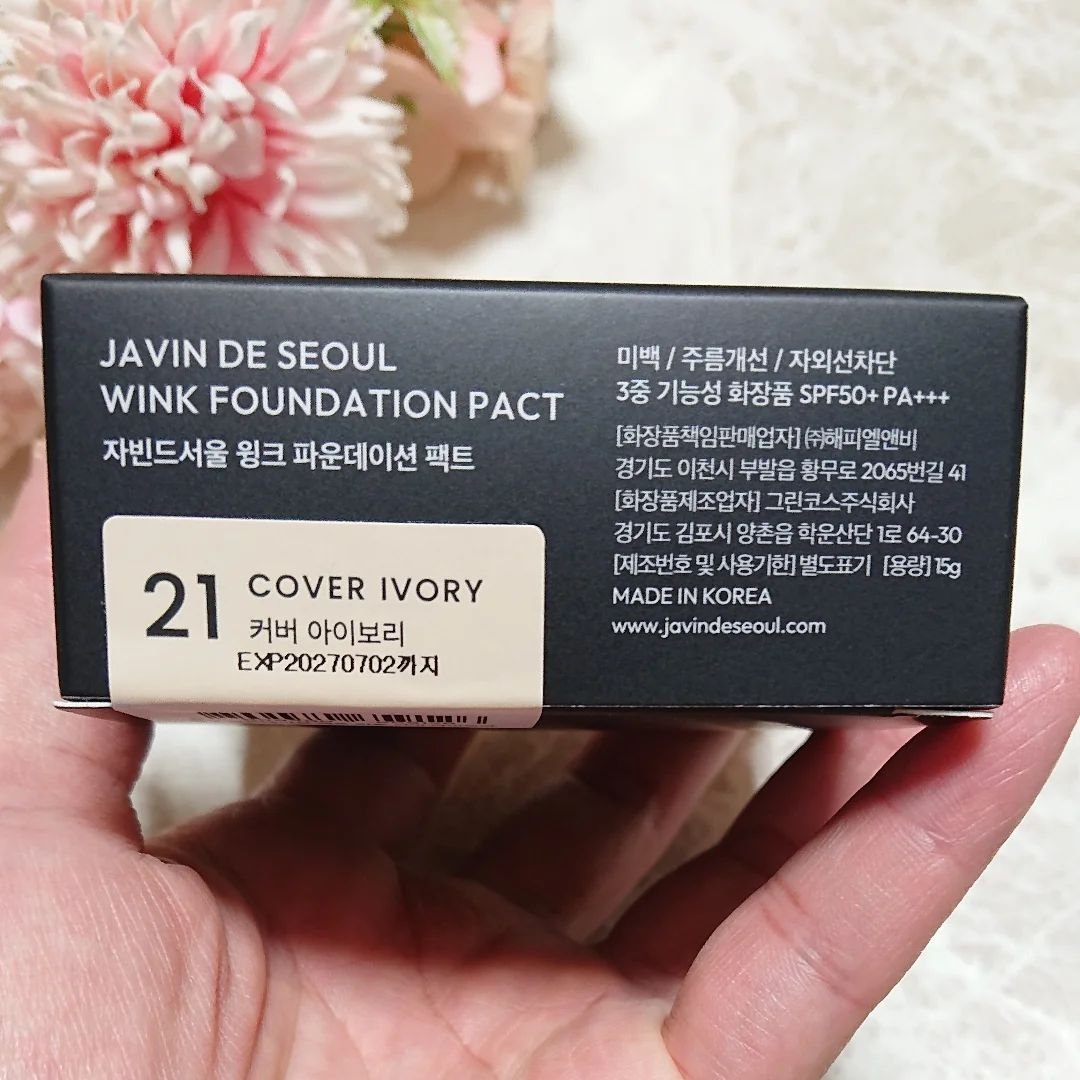 JAVIN DE SEOUL
WINK FOUNDATION PACT
자빈드서울 윙크 파운데이션 팩트
21 COVER IVORY
커버 아이보리
EXP20270702까지
미백 / 주름개선 / 자외선차단
3중 기능성 화장품 SPF50+ PA+++
[화장품책임판매업자] ㈜해피엘앤비
경기도 이천시 부발읍 황무로 2065번길 41
[화장품제조업자] 그린코스주식회사
경기도 김포시 양촌읍 학운산단 1로 64-30
[제조번호 및 사용기한] 별도표기 [용량] 15g
MADE IN KOREA
www.javindeseoul.com